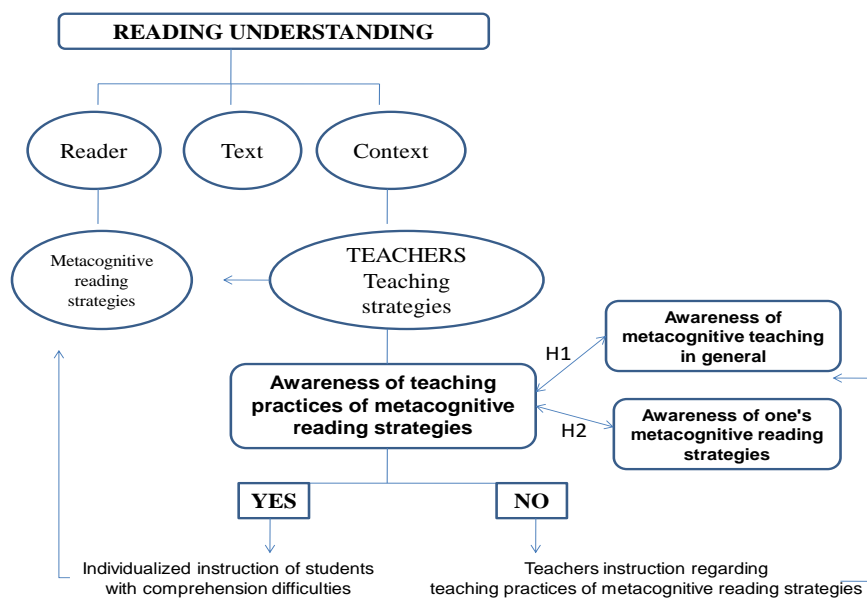 READING UNDERSTANDING
Reader
Text
Context
Metacognitive
reading
strategies
TEACHERS
Teaching
strategies
Awareness of
metacognitive teaching
in general
H1
Awareness of teaching
practices of metacognitive
reading strategies
H2
Awareness of one's
metacognitive reading
strategies
YES
NO
Individualized instruction of students
with comprehension difficulties
Teachers instruction regarding
teaching practices of metacognitive reading strategies